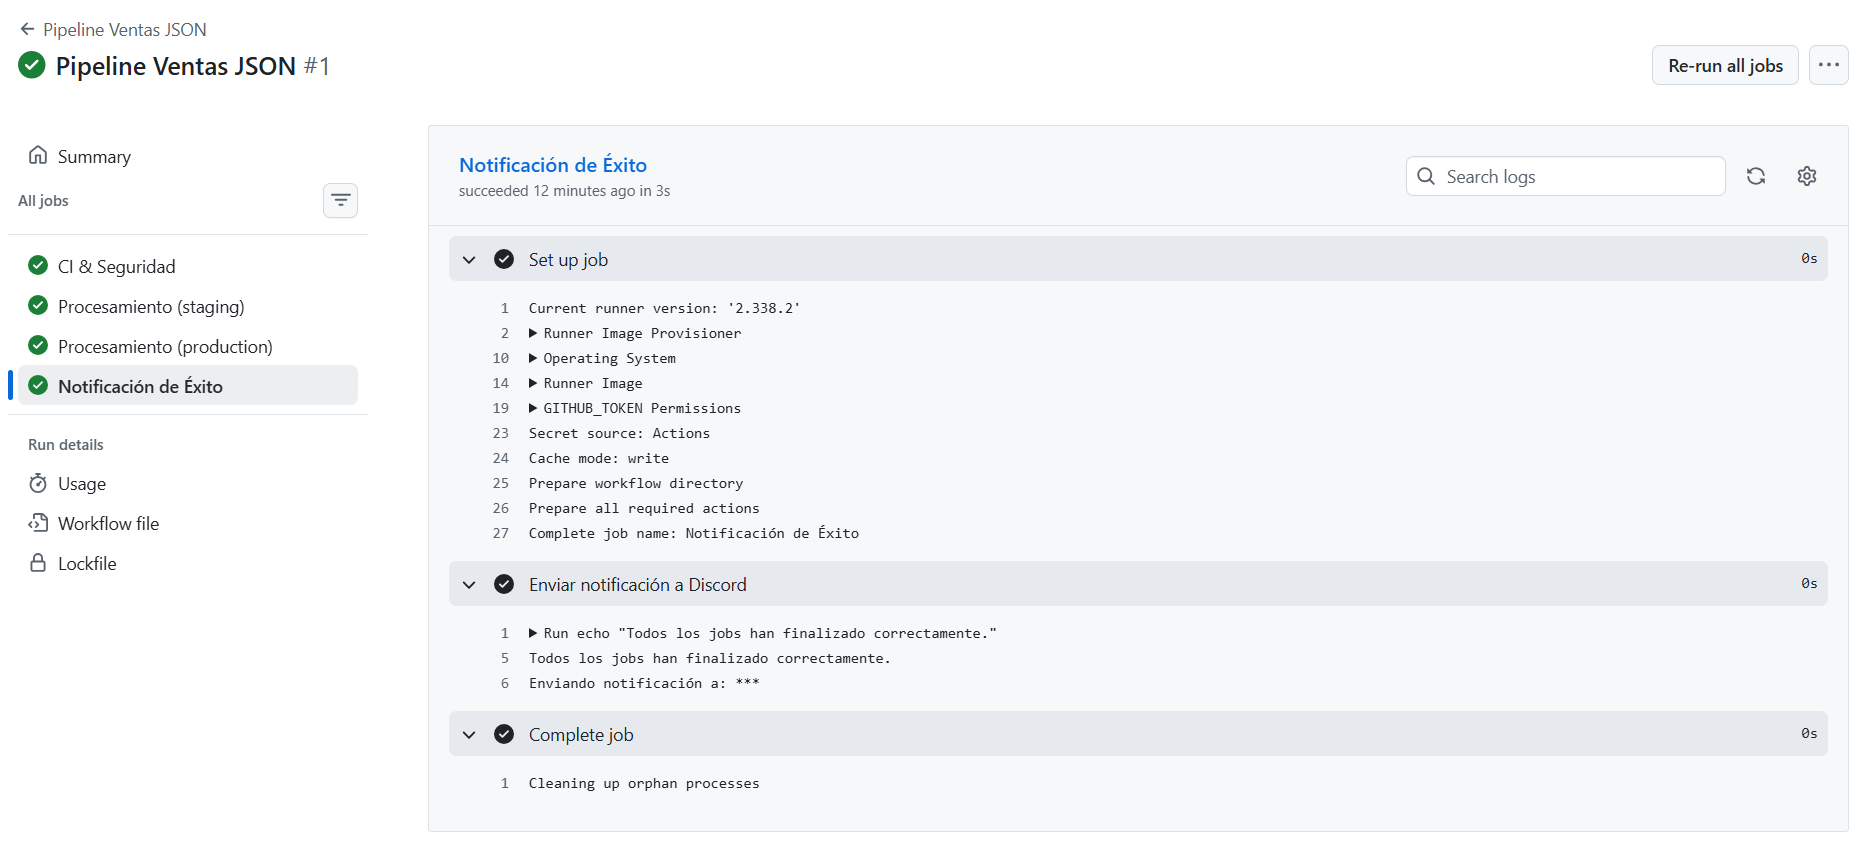 Pipeline Ventas JSON
Pipeline Ventas JSON #1
Re-run all jobs
Summary
All jobs
CI & Seguridad
Procesamiento (staging)
Procesamiento (production)
Notificación de Éxito
Run details
Usage
Workflow file
Lockfile
Notificación de Éxito
succeeded 12 minutes ago in 3s
Search logs
Set up job 0s
1 Current runner version: '2.338.2'
2 Runner Image Provisioner
10 Operating System
14 Runner Image
19 GITHUB_TOKEN Permissions
23 Secret source: Actions
24 Cache mode: write
25 Prepare workflow directory
26 Prepare all required actions
27 Complete job name: Notificación de Éxito
Enviar notificación a Discord 0s
1 Run echo "Todos los jobs han finalizado correctamente."
5 Todos los jobs han finalizado correctamente.
6 Enviando notificación a: ***
Complete job 0s
1 Cleaning up orphan processes